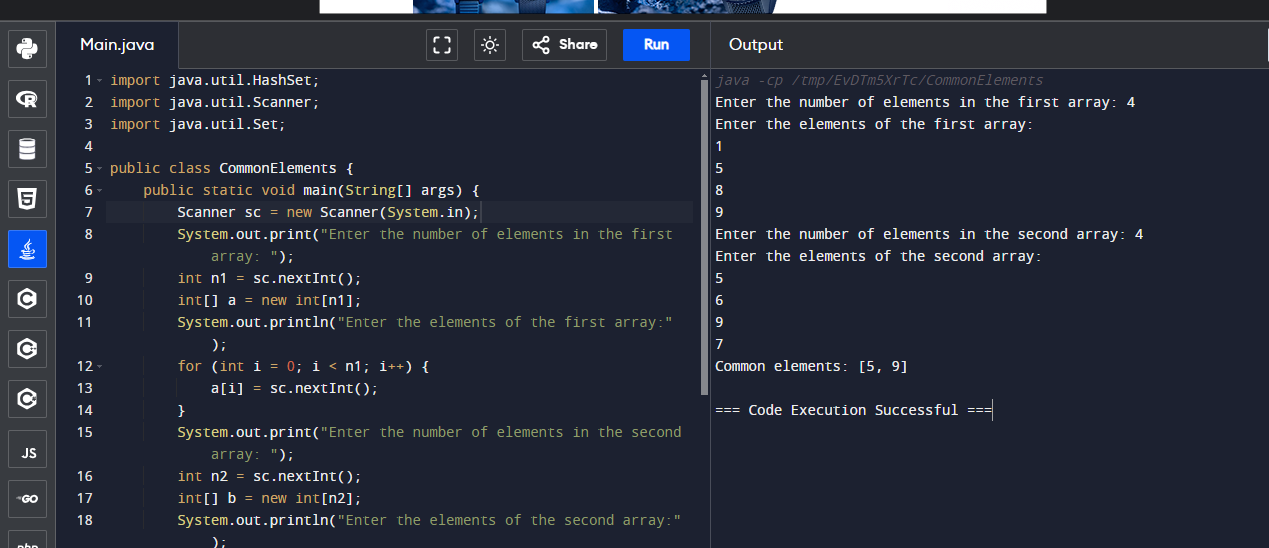 Main.java
Share
Run
Output
1 import java.util.HashSet;
2 import java.util.Scanner;
3 import java.util.Set;
4
5 public class CommonElements {
6 public static void main(String[] args) {
7 Scanner sc = new Scanner(System.in);
8 System.out.print("Enter the number of elements in the first
array: ");
9 int n1 = sc.nextInt();
10 int[] a = new int[n1];
11 System.out.println("Enter the elements of the first array:"
);
12 for (int i = 0; i < n1; i++) {
13 a[i] = sc.nextInt();
14 }
15 System.out.print("Enter the number of elements in the second
array: ");
16 int n2 = sc.nextInt();
17 int[] b = new int[n2];
18 System.out.println("Enter the elements of the second array:"
);
java -cp /tmp/EvDTm5XrTc/CommonElements
Enter the number of elements in the first array: 4
Enter the elements of the first array:
1
5
8
9
Enter the number of elements in the second array: 4
Enter the elements of the second array:
5
6
9
7
Common elements: [5, 9]
=== Code Execution Successful ===
JS
GO
php